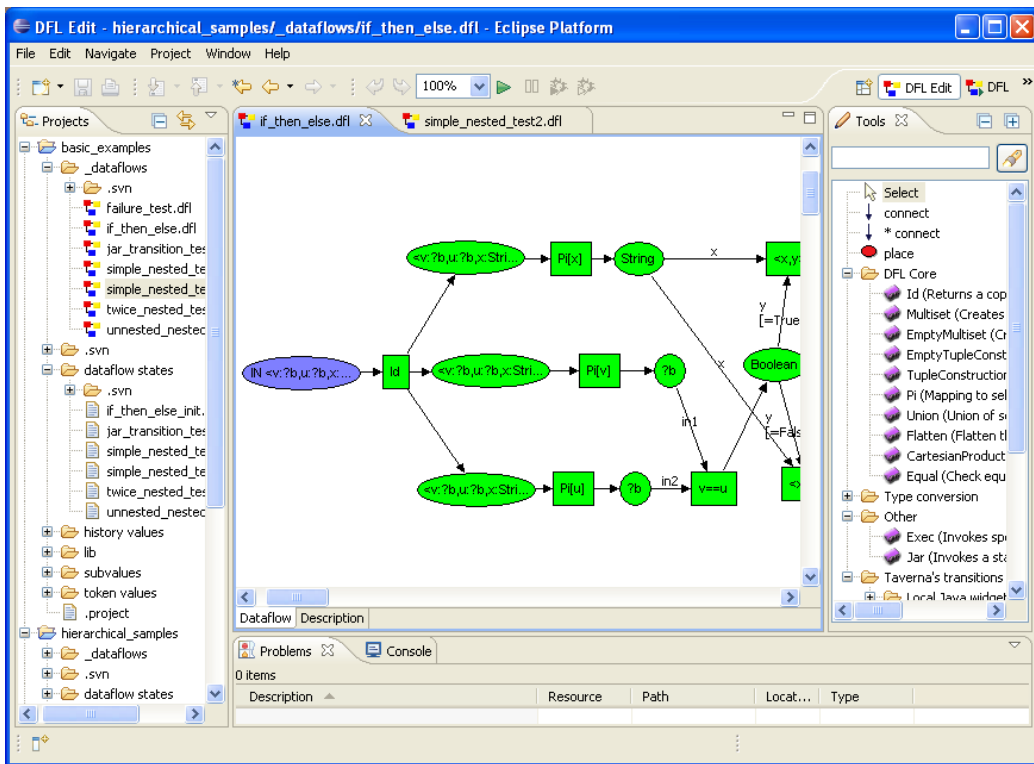 DFL Edit - hierarchical_samples/_dataflows/if_then_else.dfl - Eclipse Platform
File Edit Navigate Project Window Help
100%
DFL Edit
DFL
»
Projects
basic_examples
_dataflows
.svn
failure_test.dfl
if_then_else.dfl
jar_transition_tes
simple_nested_te
simple_nested_te
twice_nested_tes
unnested_nested
.svn
dataflow states
.svn
if_then_else_init.
jar_transition_tes
simple_nested_te
simple_nested_te
twice_nested_tes
unnested_nested
history values
lib
subvalues
token values
.project
hierarchical_samples
_dataflows
.svn
dataflow states
if_then_else.dfl
simple_nested_test2.dfl
<v:?b,u:?b,x:Stri...
Pi[x]
String
x
<x,y:
y
[=True
IN <v:?b,u:?b,x:...
Id
<v:?b,u:?b,x:Stri...
Pi[v]
?b
Boolean
x
in1
y
[=Fals
<v:?b,u:?b,x:Stri...
Pi[u]
?b
in2
v==u
<x
Dataflow
Description
Tools
Select
connect
* connect
place
DFL Core
Id (Returns a cop
Multiset (Creates
EmptyMultiset (Cr
EmptyTupleConst
TupleConstruction
Pi (Mapping to sel
Union (Union of se
Flatten (Flatten th
CartesianProduct
Equal (Check equ
Type conversion
Other
Exec (Invokes spe
Jar (Invokes a sta
Taverna's transitions
Local Java widget
Problems
Console
0 items
Description Resource Path Locat... Type